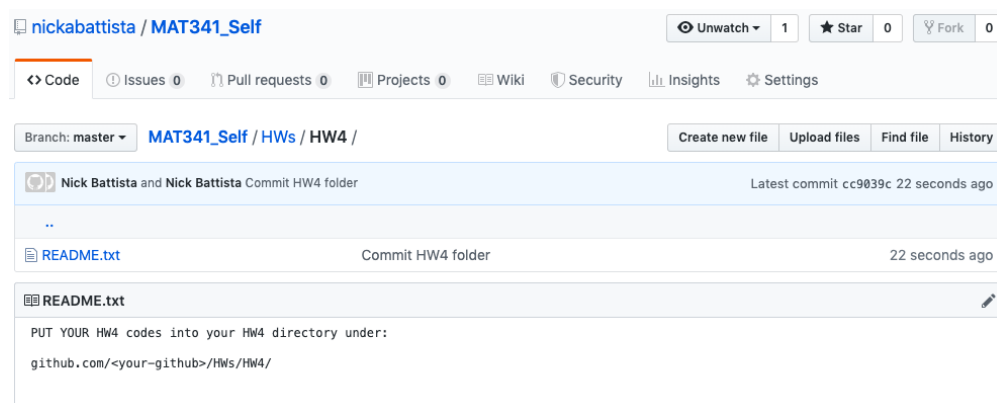 nickabattista / MAT341_Self
Unwatch 1 Star 0 Fork 0
Code Issues 0 Pull requests 0 Projects 0 Wiki Security Insights Settings
Branch: master MAT341_Self / HWs / HW4 / Create new file Upload files Find file History
Nick Battista and Nick Battista Commit HW4 folder Latest commit cc9039c 22 seconds ago
..
README.txt Commit HW4 folder 22 seconds ago
README.txt
PUT YOUR HW4 codes into your HW4 directory under:
github.com/<your-github>/HWs/HW4/